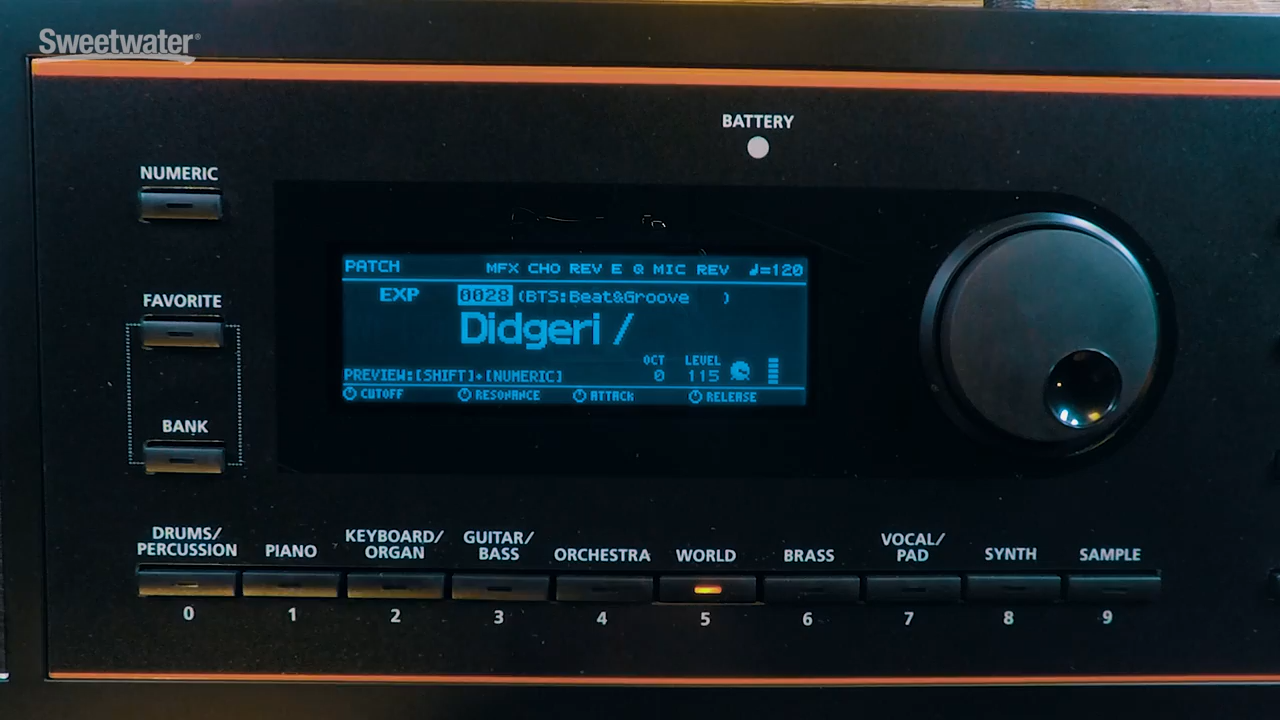 Sweetwater®
BATTERY
NUMERIC
FAVORITE
BANK
PATCH MFX CHO REV E Q MIC REV ♩=120
EXP 0028 (BTS:Beat&Groove )
Didgeri /
OCT LEVEL
PREVIEW:[SHIFT]+[NUMERIC] 0 115
CUTOFF RESONANCE ATTACK RELEASE
DRUMS/
PERCUSSION
PIANO
KEYBOARD/
ORGAN
GUITAR/
BASS
ORCHESTRA
WORLD
BRASS
VOCAL/
PAD
SYNTH
SAMPLE
0 1 2 3 4 5 6 7 8 9